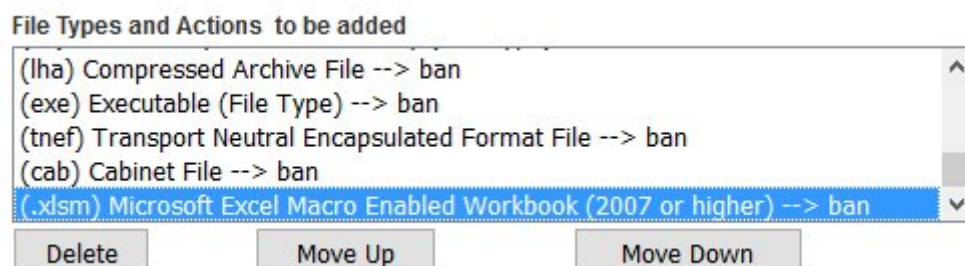 File Types and Actions to be added
(lha) Compressed Archive File --> ban
(exe) Executable (File Type) --> ban
(tnef) Transport Neutral Encapsulated Format File --> ban
(cab) Cabinet File --> ban
(.xlsm) Microsoft Excel Macro Enabled Workbook (2007 or higher) --> ban
Delete Move Up Move Down